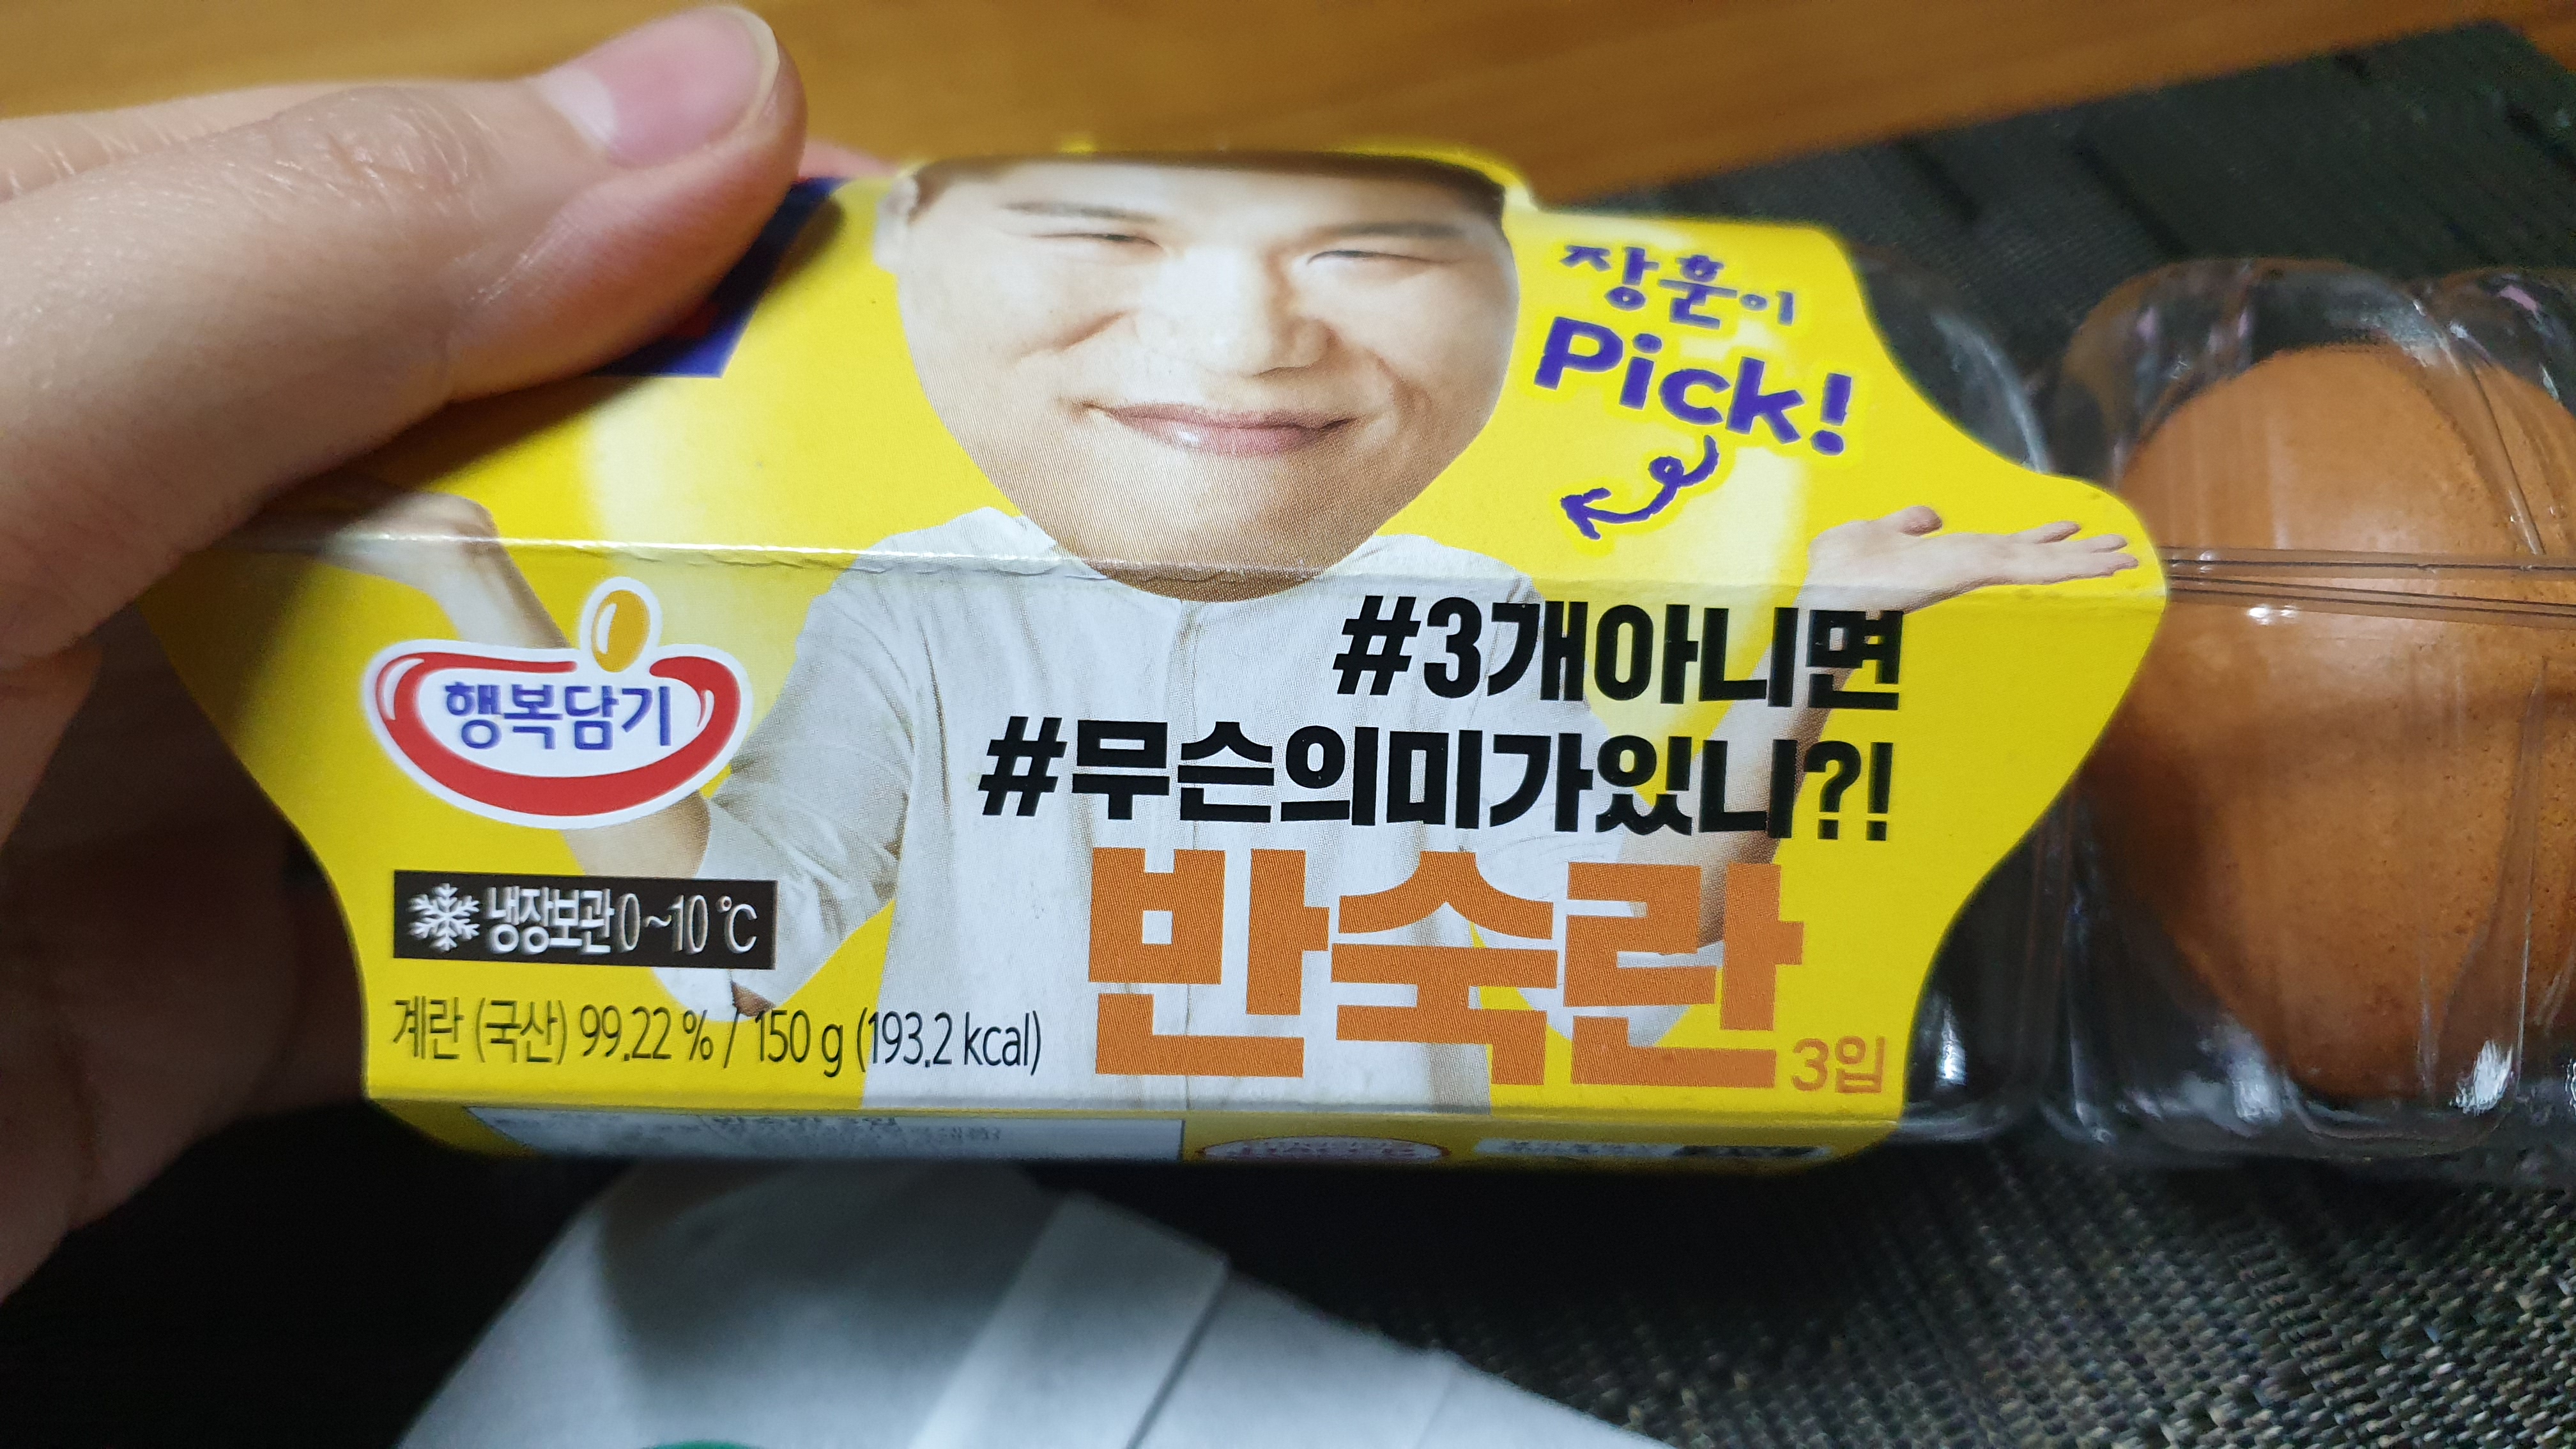 장훈이
Pick!
#3개아니면
#무슨의미가있니?!
행복담기
반숙란
3입
냉장보관 0~10 ℃
계란 (국산) 99.22 % / 150 g (193.2 kcal)